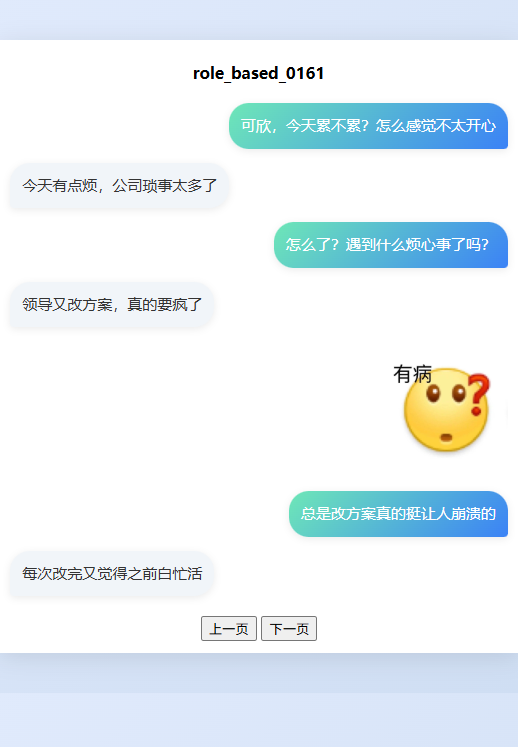 role_based_0161
可欣，今天累不累？怎么感觉不太开心
今天有点烦，公司琐事太多了
怎么了？遇到什么烦心事了吗？
领导又改方案，真的要疯了
有病
?
总是改方案真的挺让人崩溃的
每次改完又觉得之前白忙活
上一页 下一页